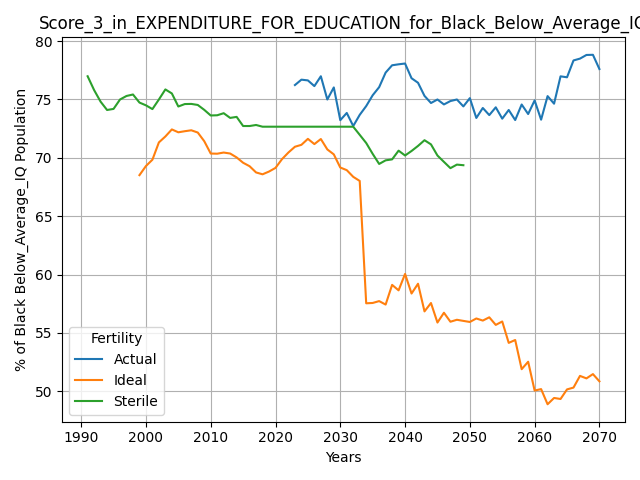 Score_3_in_EXPENDITURE_FOR_EDUCATION_for_Black_Below_Average_IQ
% of Black Below_Average_IQ Population
80
75
70
65
60
55
50
Fertility
Actual
Ideal
Sterile
1990 2000 2010 2020 2030 2040 2050 2060 2070
Years